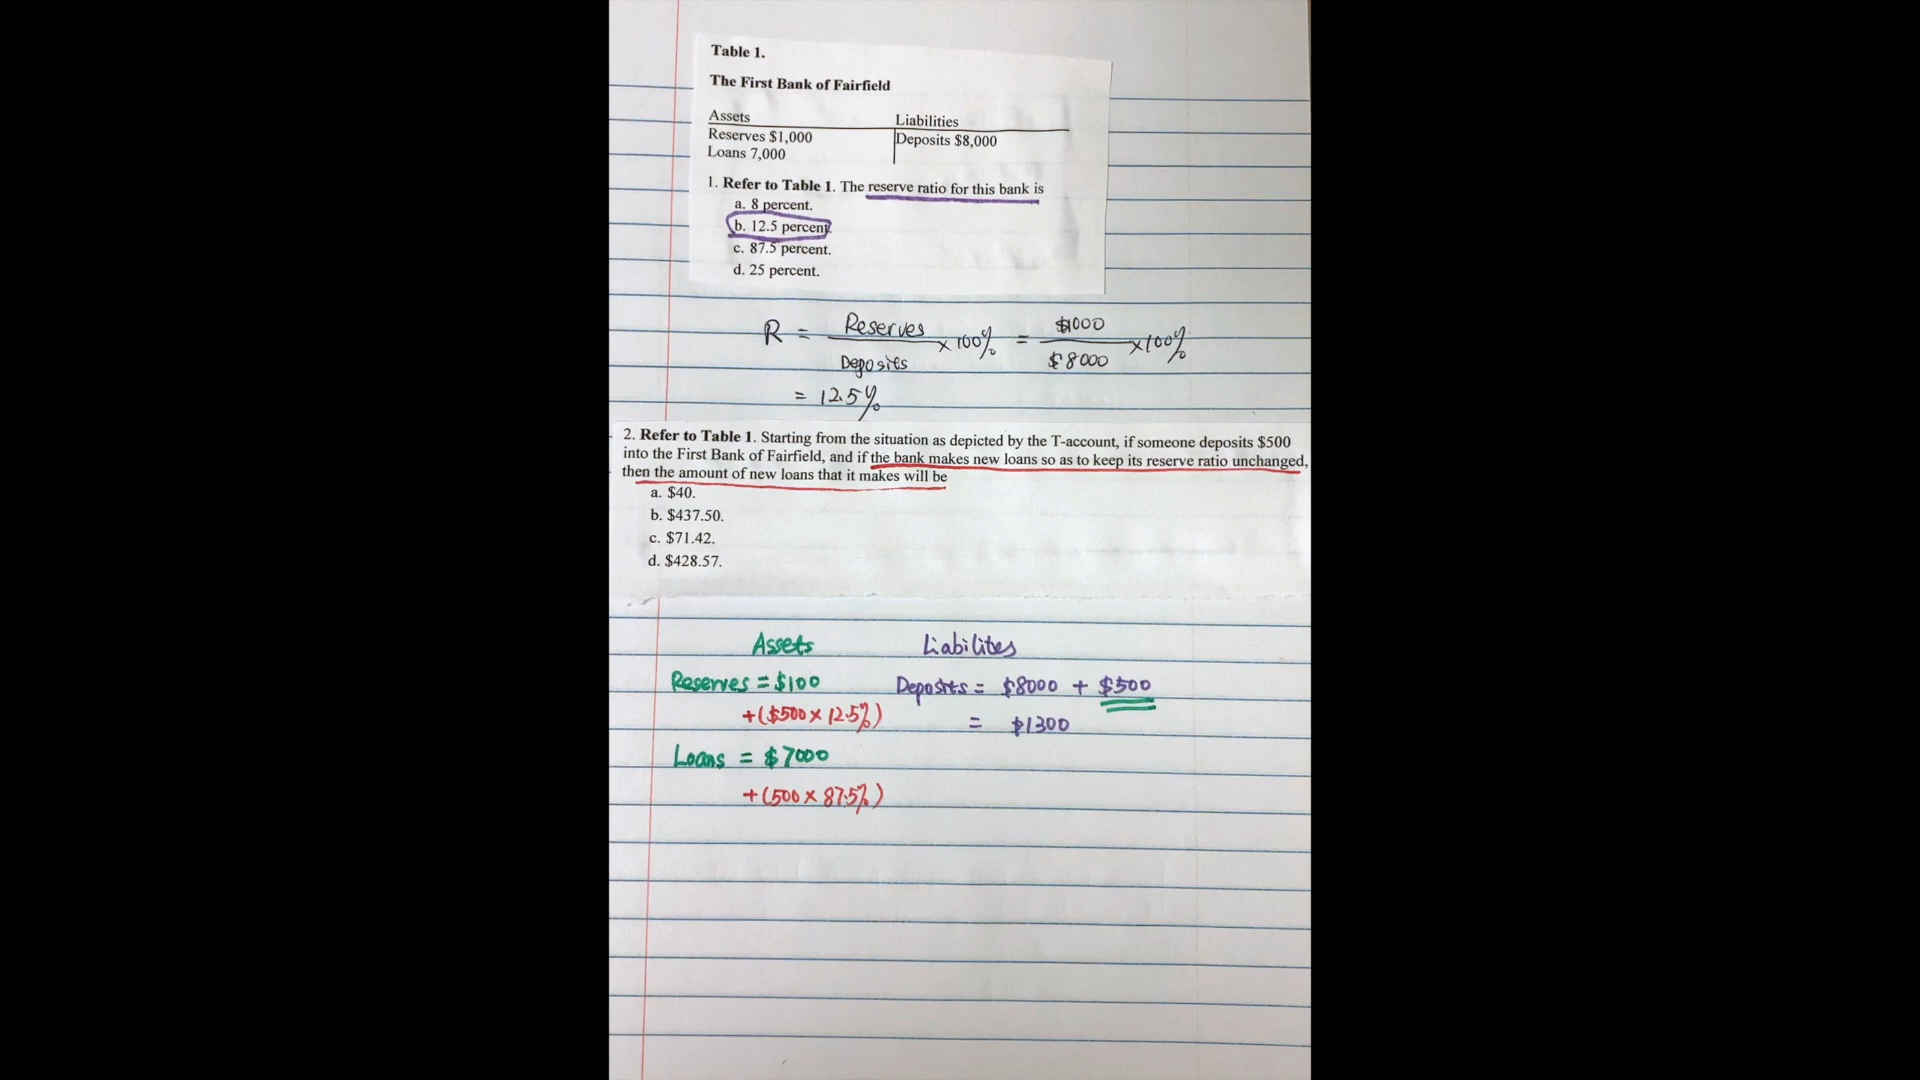 Table 1.
The First Bank of Fairfield
Assets Liabilities
Reserves $1,000 Deposits $8,000
Loans 7,000
1. Refer to Table 1. The reserve ratio for this bank is
a. 8 percent.
b. 12.5 percent.
c. 87.5 percent.
d. 25 percent.
R = Reserves / Deposits × 100% = $1000 / $8000 × 100%
= 12.5%
2. Refer to Table 1. Starting from the situation as depicted by the T-account, if someone deposits $500
into the First Bank of Fairfield, and if the bank makes new loans so as to keep its reserve ratio unchanged,
then the amount of new loans that it makes will be
a. $40.
b. $437.50.
c. $71.42.
d. $428.57.
Assets Liabilites
Reserves = $100 Deposits = $8000 + $500
+($500 × 12.5%) = $1300
Loans = $7000
+(500 × 87.5%)